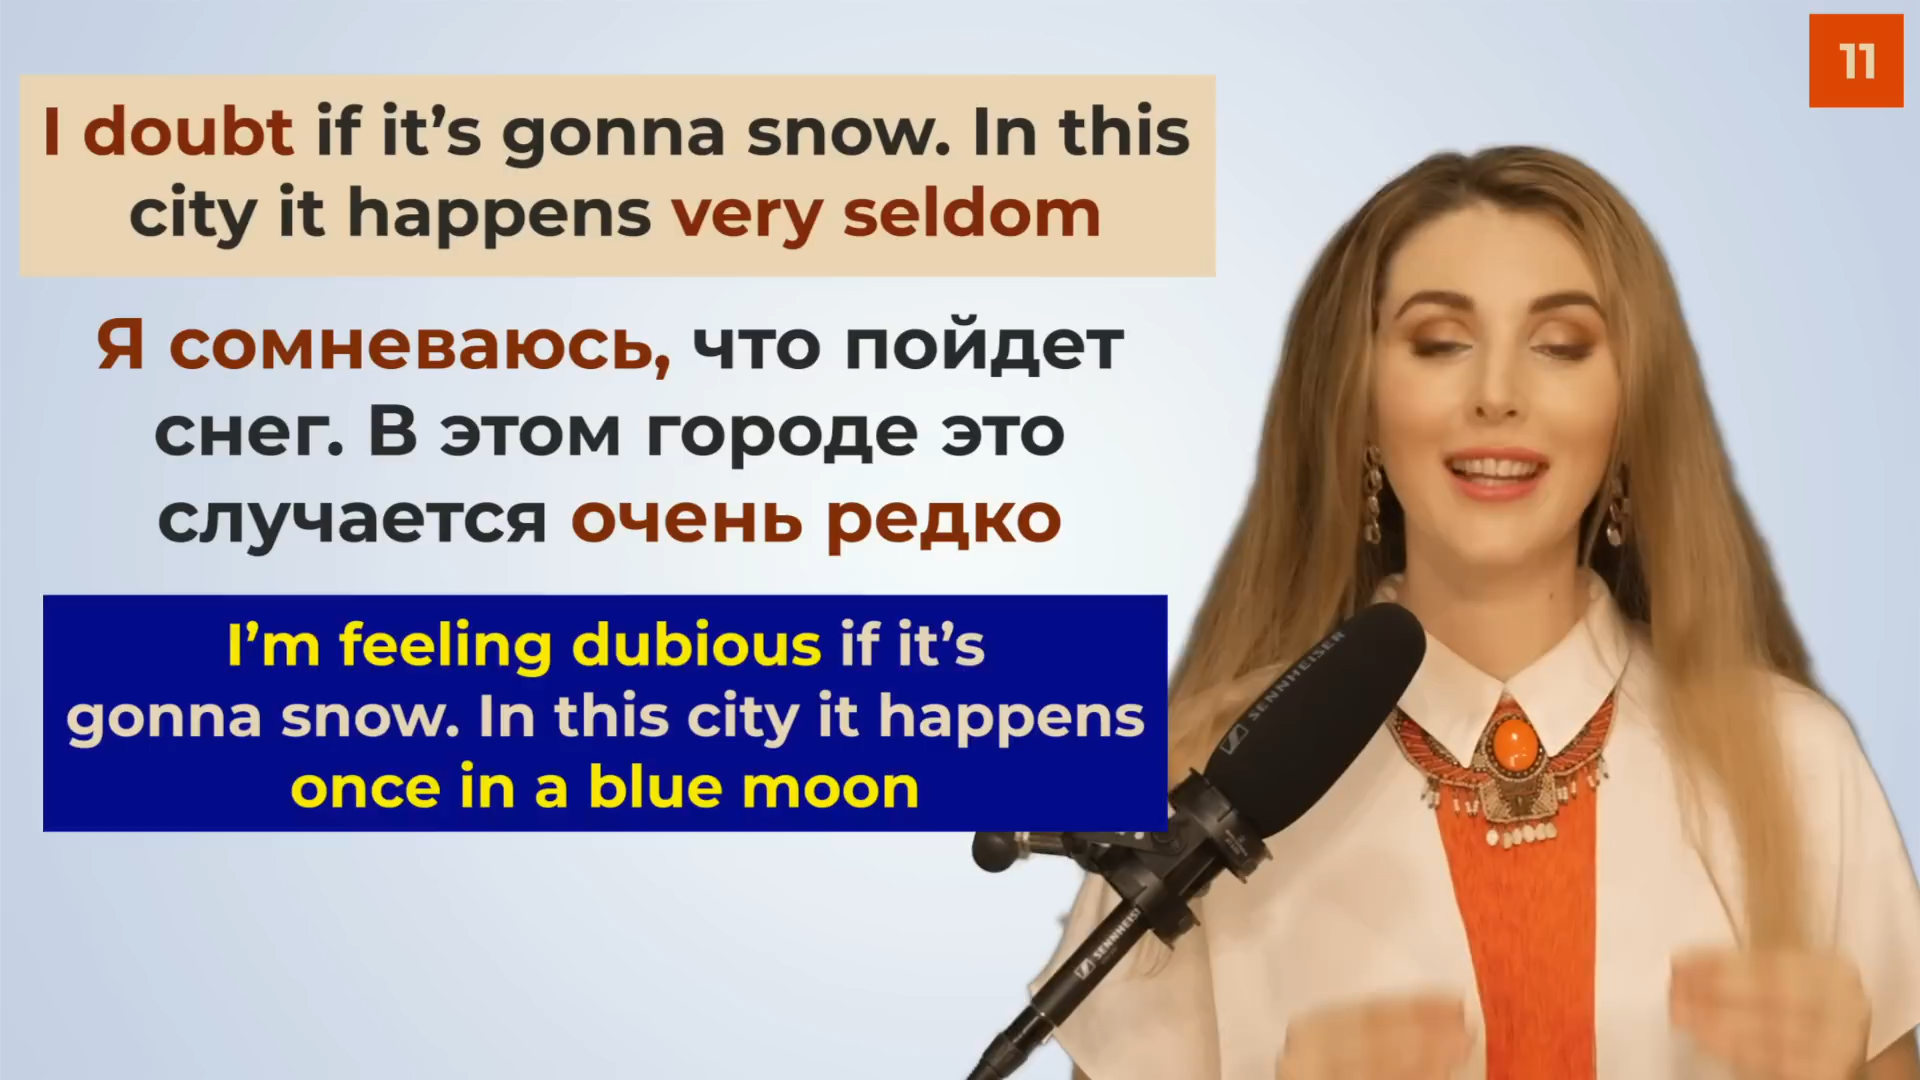 11
I doubt if it’s gonna snow. In this
city it happens very seldom
Я сомневаюсь, что пойдет
снег. В этом городе это
случается очень редко
I’m feeling dubious if it’s
gonna snow. In this city it happens
once in a blue moon
SENNHEISER
SENNHEISER